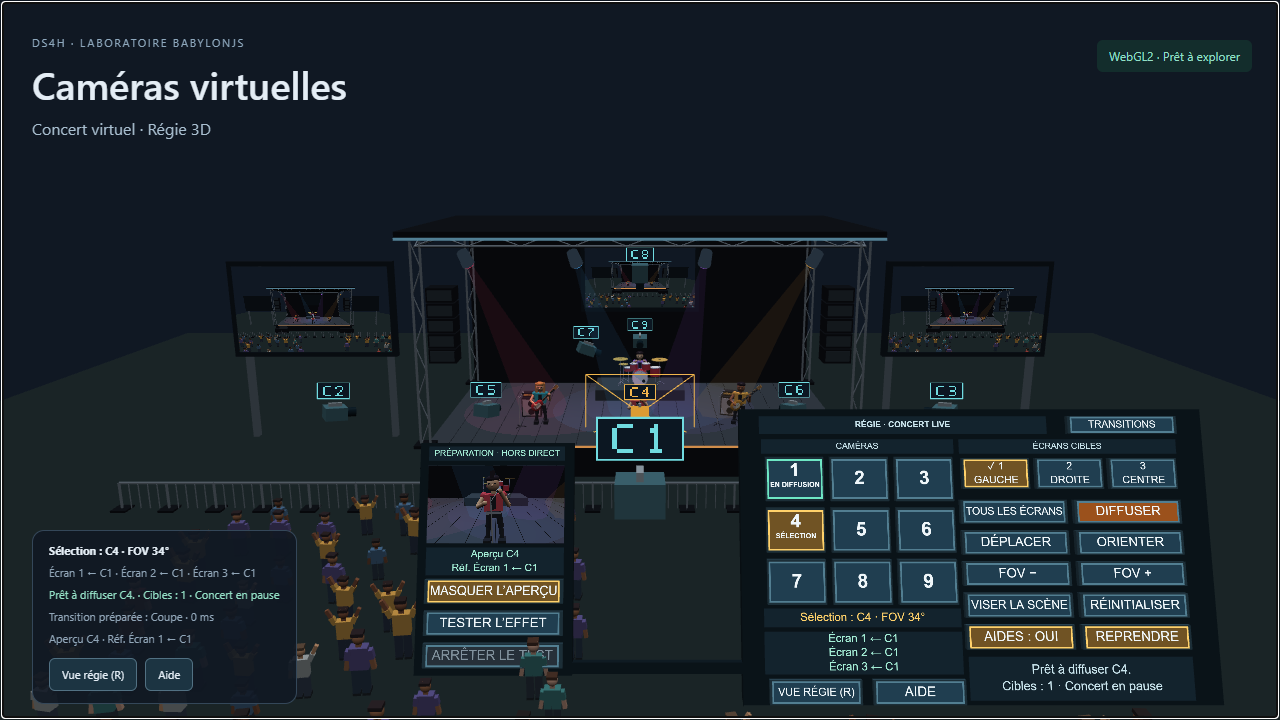 DS4H · LABORATOIRE BABYLONJS
Caméras virtuelles
Concert virtuel · Régie 3D
WebGL2 · Prêt à explorer
C8
C7
C9
C2
C5
C4
C6
C3
C1
PRÉPARATION · HORS DIRECT
Aperçu C4
Réf. Écran 1 ← C1
MASQUER L'APERÇU
TESTER L'EFFET
ARRÊTER LE TEST
RÉGIE · CONCERT LIVE
TRANSITIONS
CAMÉRAS
ÉCRANS CIBLES
1
EN DIFFUSION
2
3
4
SÉLECTION
5
6
7
8
9
✓ 1
GAUCHE
2
DROITE
3
CENTRE
TOUS LES ÉCRANS
DIFFUSER
DÉPLACER
ORIENTER
FOV −
FOV +
VISER LA SCÈNE
RÉINITIALISER
AIDES : OUI
REPRENDRE
Sélection : C4 · FOV 34°
Écran 1 ← C1
Écran 2 ← C1
Écran 3 ← C1
Prêt à diffuser C4.
Cibles : 1 · Concert en pause
VUE RÉGIE (R)
AIDE
Sélection : C4 · FOV 34°
Écran 1 ← C1 · Écran 2 ← C1 · Écran 3 ← C1
Prêt à diffuser C4. · Cibles : 1 · Concert en pause
Transition préparée : Coupe · 0 ms
Aperçu C4 · Réf. Écran 1 ← C1
Vue régie (R)
Aide